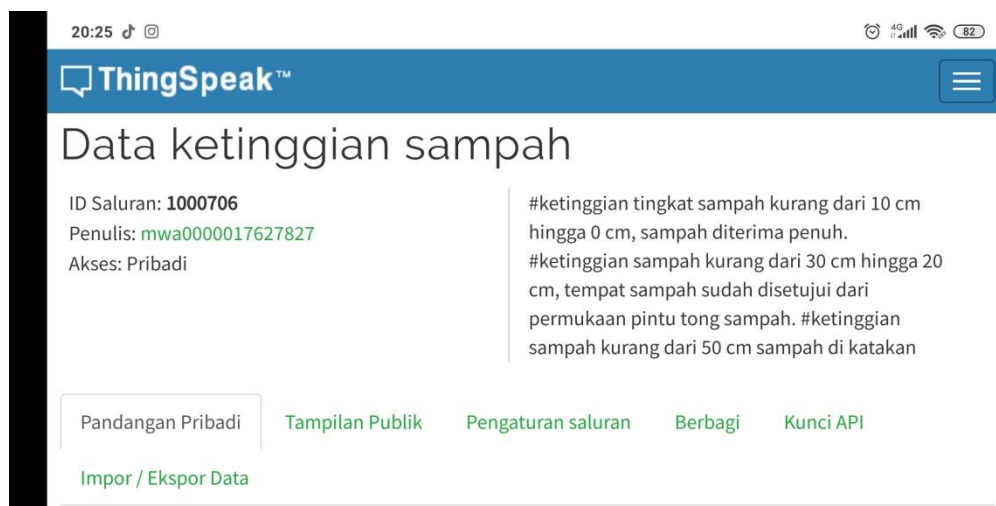 20:25
4G
82
ThingSpeak™
Data ketinggian sampah
ID Saluran: 1000706
Penulis: mwa0000017627827
Akses: Pribadi
#ketinggian tingkat sampah kurang dari 10 cm
hingga 0 cm, sampah diterima penuh.
#ketinggian sampah kurang dari 30 cm hingga 20
cm, tempat sampah sudah disetujui dari
permukaan pintu tong sampah. #ketinggian
sampah kurang dari 50 cm sampah di katakan
Pandangan Pribadi
Tampilan Publik
Pengaturan saluran
Berbagi
Kunci API
Impor / Ekspor Data